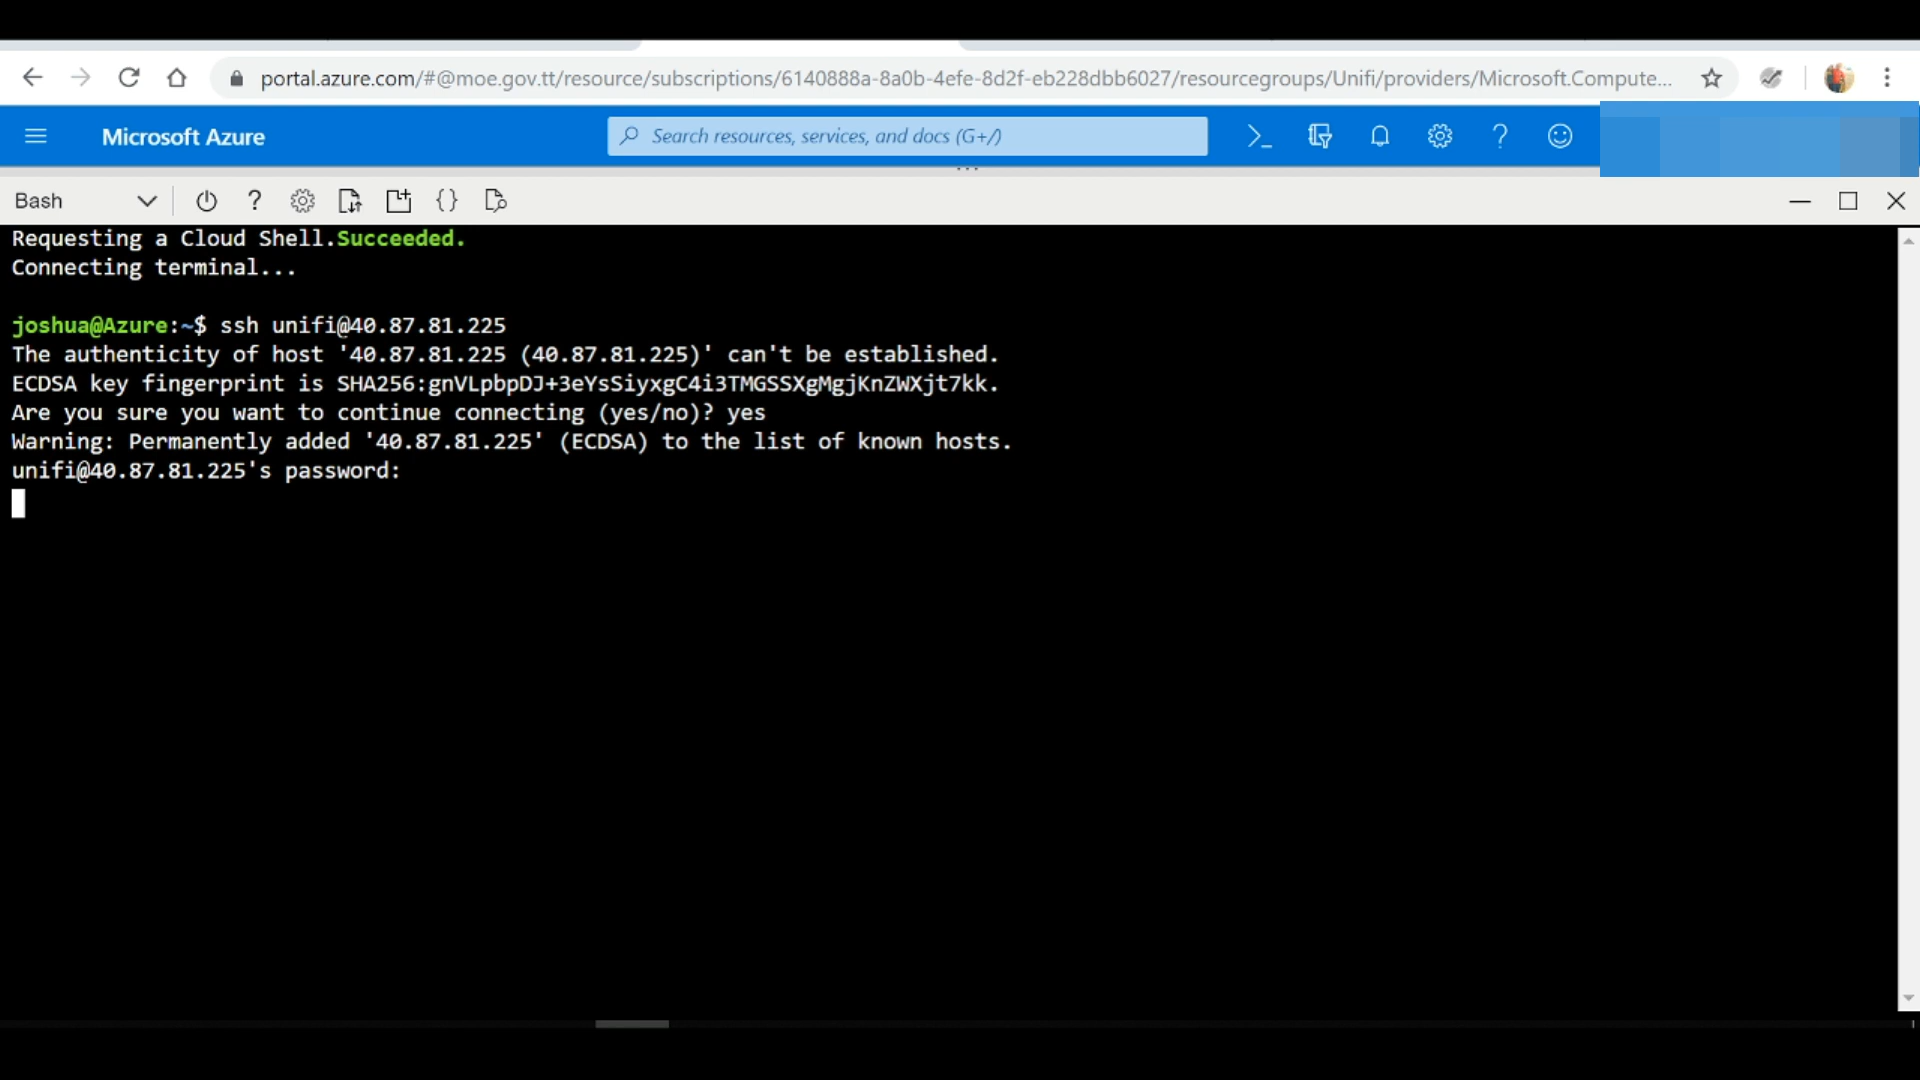 portal.azure.com/#@moe.gov.tt/resource/subscriptions/6140888a-8a0b-4efe-8d2f-eb228dbb6027/resourcegroups/Unifi/providers/Microsoft.Compute...
Microsoft Azure
Search resources, services, and docs (G+/)
Bash
Requesting a Cloud Shell.Succeeded.
Connecting terminal...
joshua@Azure:~$ ssh unifi@40.87.81.225
The authenticity of host '40.87.81.225 (40.87.81.225)' can't be established.
ECDSA key fingerprint is SHA256:gnVLpbpDJ+3eYsSiyxgC4i3TMGSSXgMgjKnZWXjt7kk.
Are you sure you want to continue connecting (yes/no)? yes
Warning: Permanently added '40.87.81.225' (ECDSA) to the list of known hosts.
unifi@40.87.81.225's password: